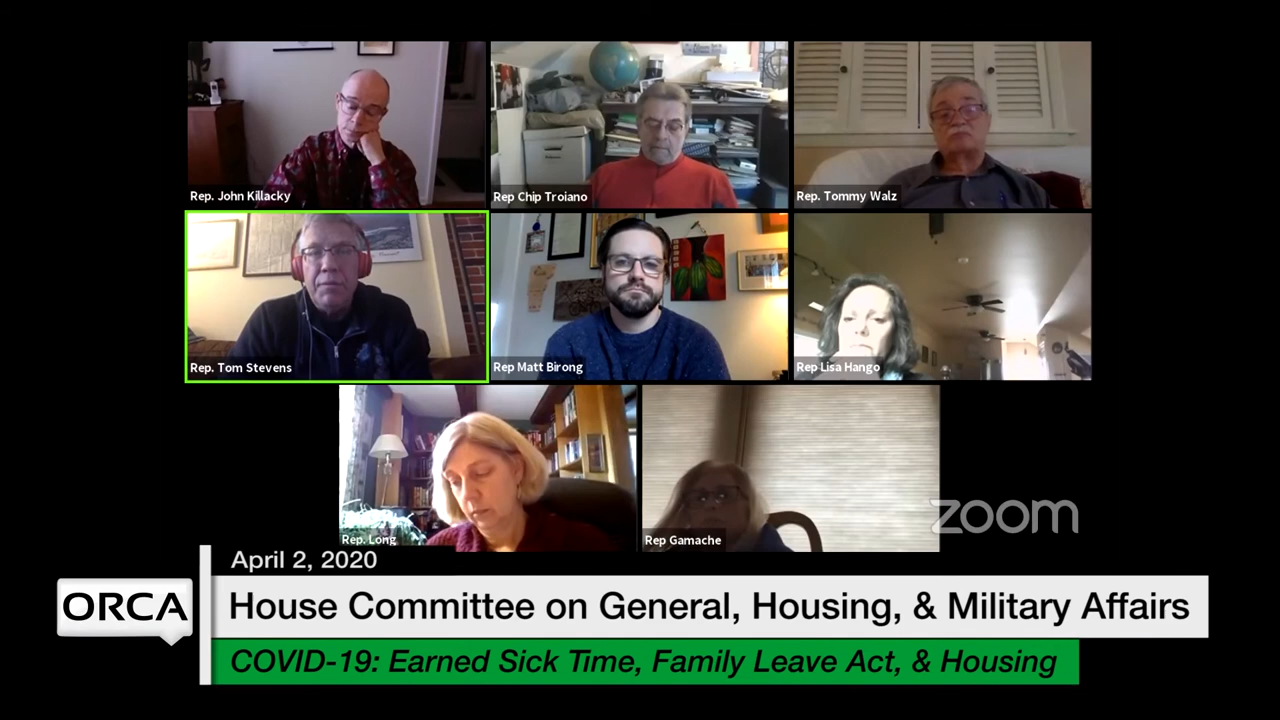 Rep. John Killacky
Rep Chip Troiano
Rep. Tommy Walz
Rep. Tom Stevens
Rep Matt Birong
Rep Lisa Hango
Rep. Long
Rep Gamache
zoom
April 2, 2020
ORCA
House Committee on General, Housing, & Military Affairs
COVID-19: Earned Sick Time, Family Leave Act, & Housing